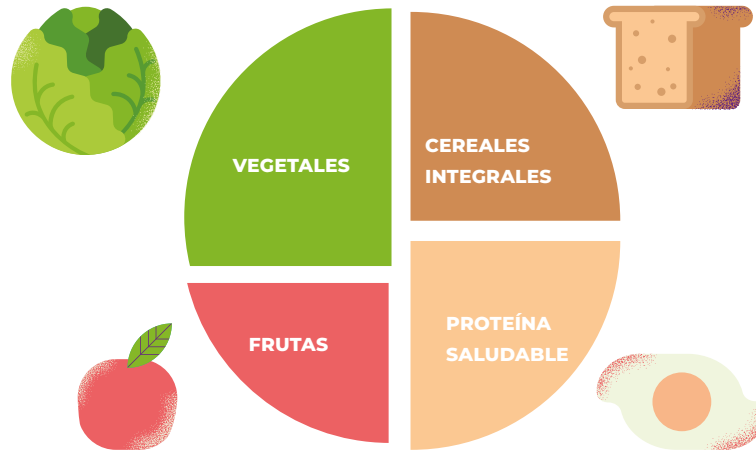 VEGETALES
CEREALES
INTEGRALES
FRUTAS
PROTEÍNA
SALUDABLE